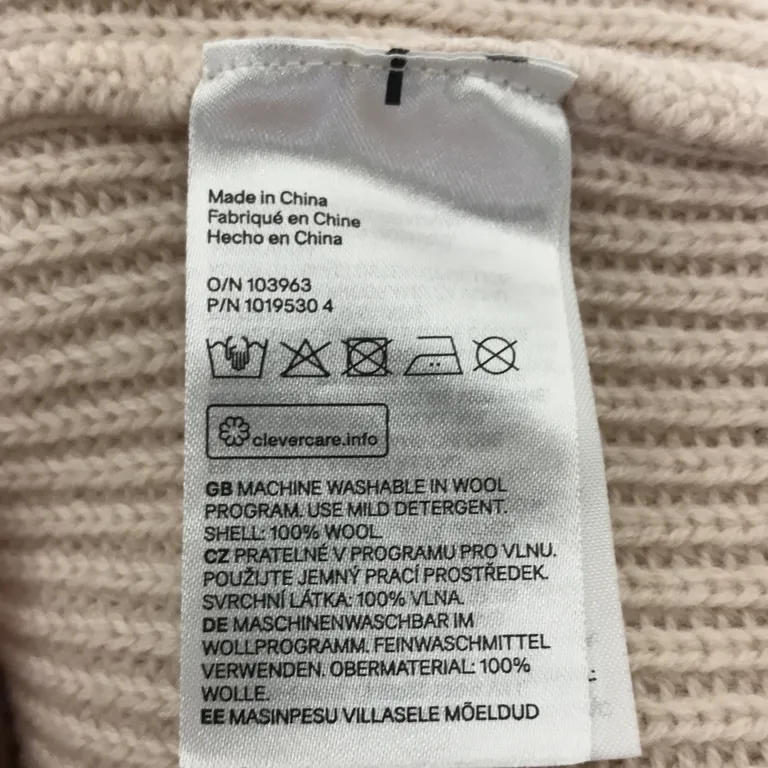 Made in China
Fabriqué en Chine
Hecho en China
O/N 103963
P/N 1019530 4
clevercare.info
GB MACHINE WASHABLE IN WOOL
PROGRAM. USE MILD DETERGENT.
SHELL: 100% WOOL.
CZ PRATELNÉ V PROGRAMU PRO VLNU.
POUŽIJTE JEMNÝ PRACÍ PROSTŘEDEK.
SVRCHNÍ LÁTKA: 100% VLNA.
DE MASCHINENWASCHBAR IM
WOLLPROGRAMM. FEINWASCHMITTEL
VERWENDEN. OBERMATERIAL: 100%
WOLLE.
EE MASINPESU VILLASELE MÕELDUD